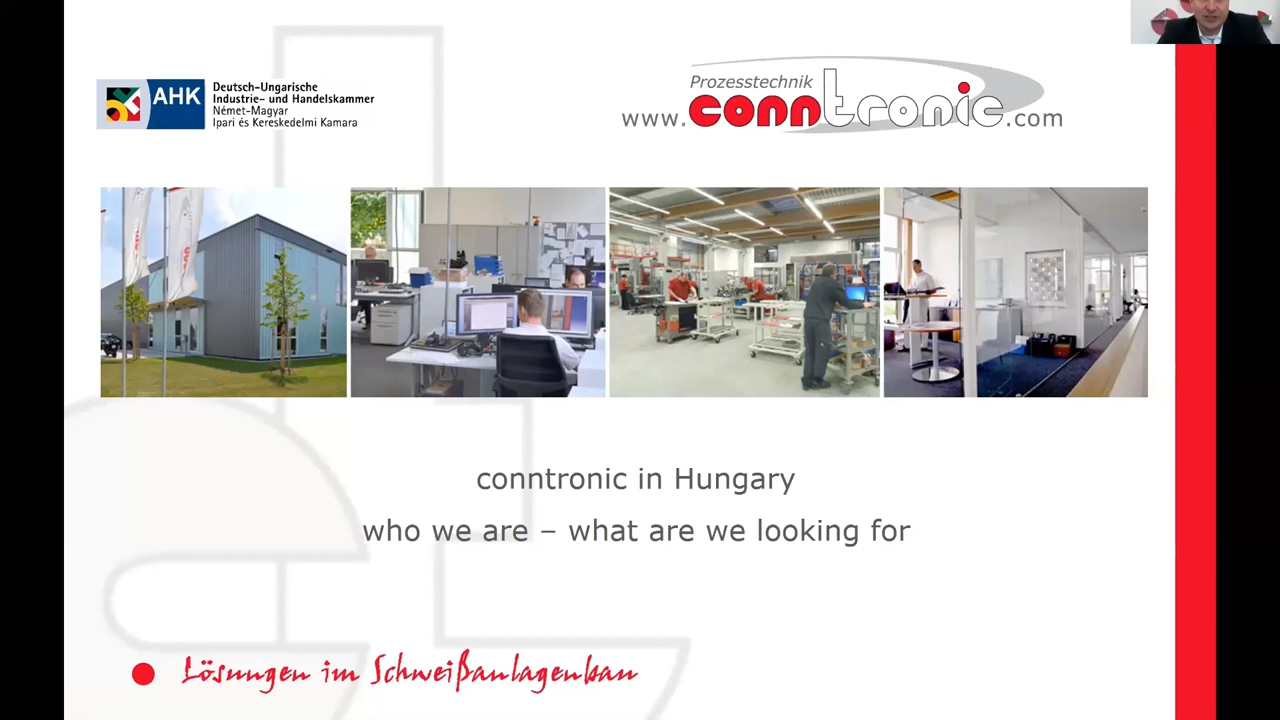 AHK
Deutsch-Ungarische
Industrie- und Handelskammer
Német-Magyar
Ipari és Kereskedelmi Kamara
Prozesstechnik
www.conntronic.com
conntronic in Hungary
who we are – what are we looking for
Lösungen im Schweißanlagenbau